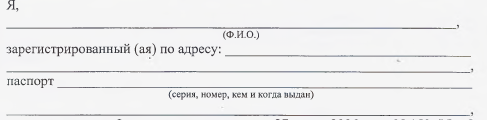 Я,
(Ф.И.О.)
зарегистрированный (ая) по адресу:
паспорт
(серия, номер, кем и когда выдан)